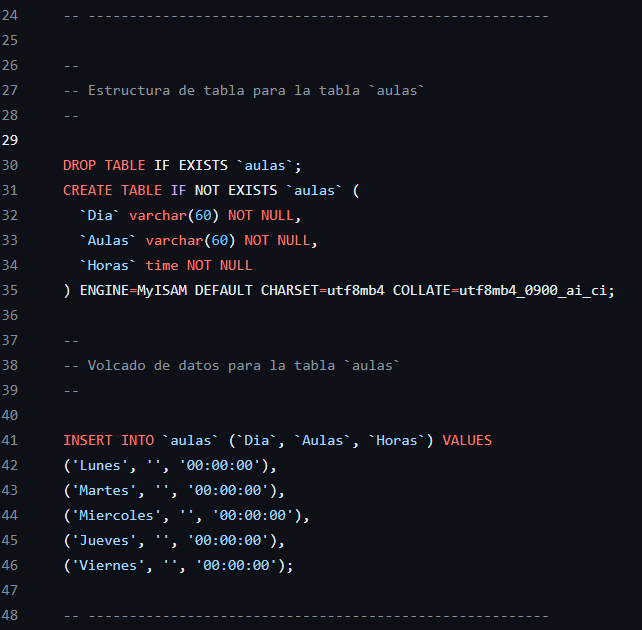 24 -- --------------------------------------------------------
25
26 --
27 -- Estructura de tabla para la tabla `aulas`
28 --
29
30 DROP TABLE IF EXISTS `aulas`;
31 CREATE TABLE IF NOT EXISTS `aulas` (
32   `Dia` varchar(60) NOT NULL,
33   `Aulas` varchar(60) NOT NULL,
34   `Horas` time NOT NULL
35 ) ENGINE=MyISAM DEFAULT CHARSET=utf8mb4 COLLATE=utf8mb4_0900_ai_ci;
36
37 --
38 -- Volcado de datos para la tabla `aulas`
39 --
40
41 INSERT INTO `aulas` (`Dia`, `Aulas`, `Horas`) VALUES
42 ('Lunes', '', '00:00:00'),
43 ('Martes', '', '00:00:00'),
44 ('Miercoles', '', '00:00:00'),
45 ('Jueves', '', '00:00:00'),
46 ('Viernes', '', '00:00:00');
47
48 -- --------------------------------------------------------